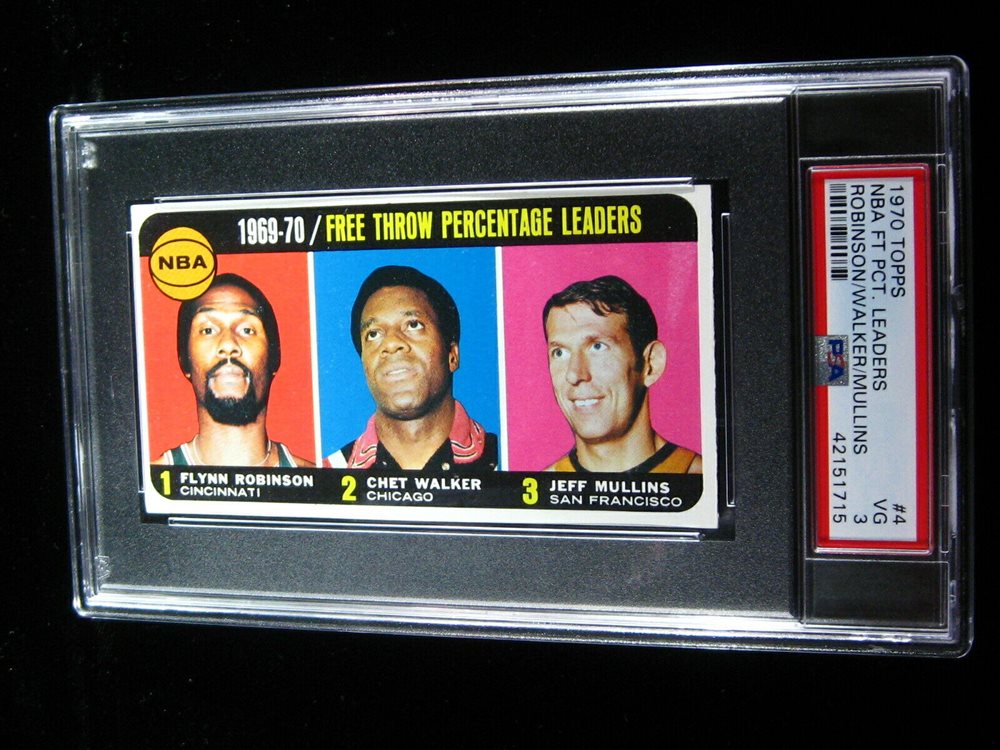 1969-70 / FREE THROW PERCENTAGE LEADERS
NBA
1 FLYNN ROBINSON
CINCINNATI
2 CHET WALKER
CHICAGO
3 JEFF MULLINS
SAN FRANCISCO
1970 TOPPS #4
NBA FT PCT. LEADERS VG
ROBINSON/WALKER/MULLINS 3
PSA 42151715